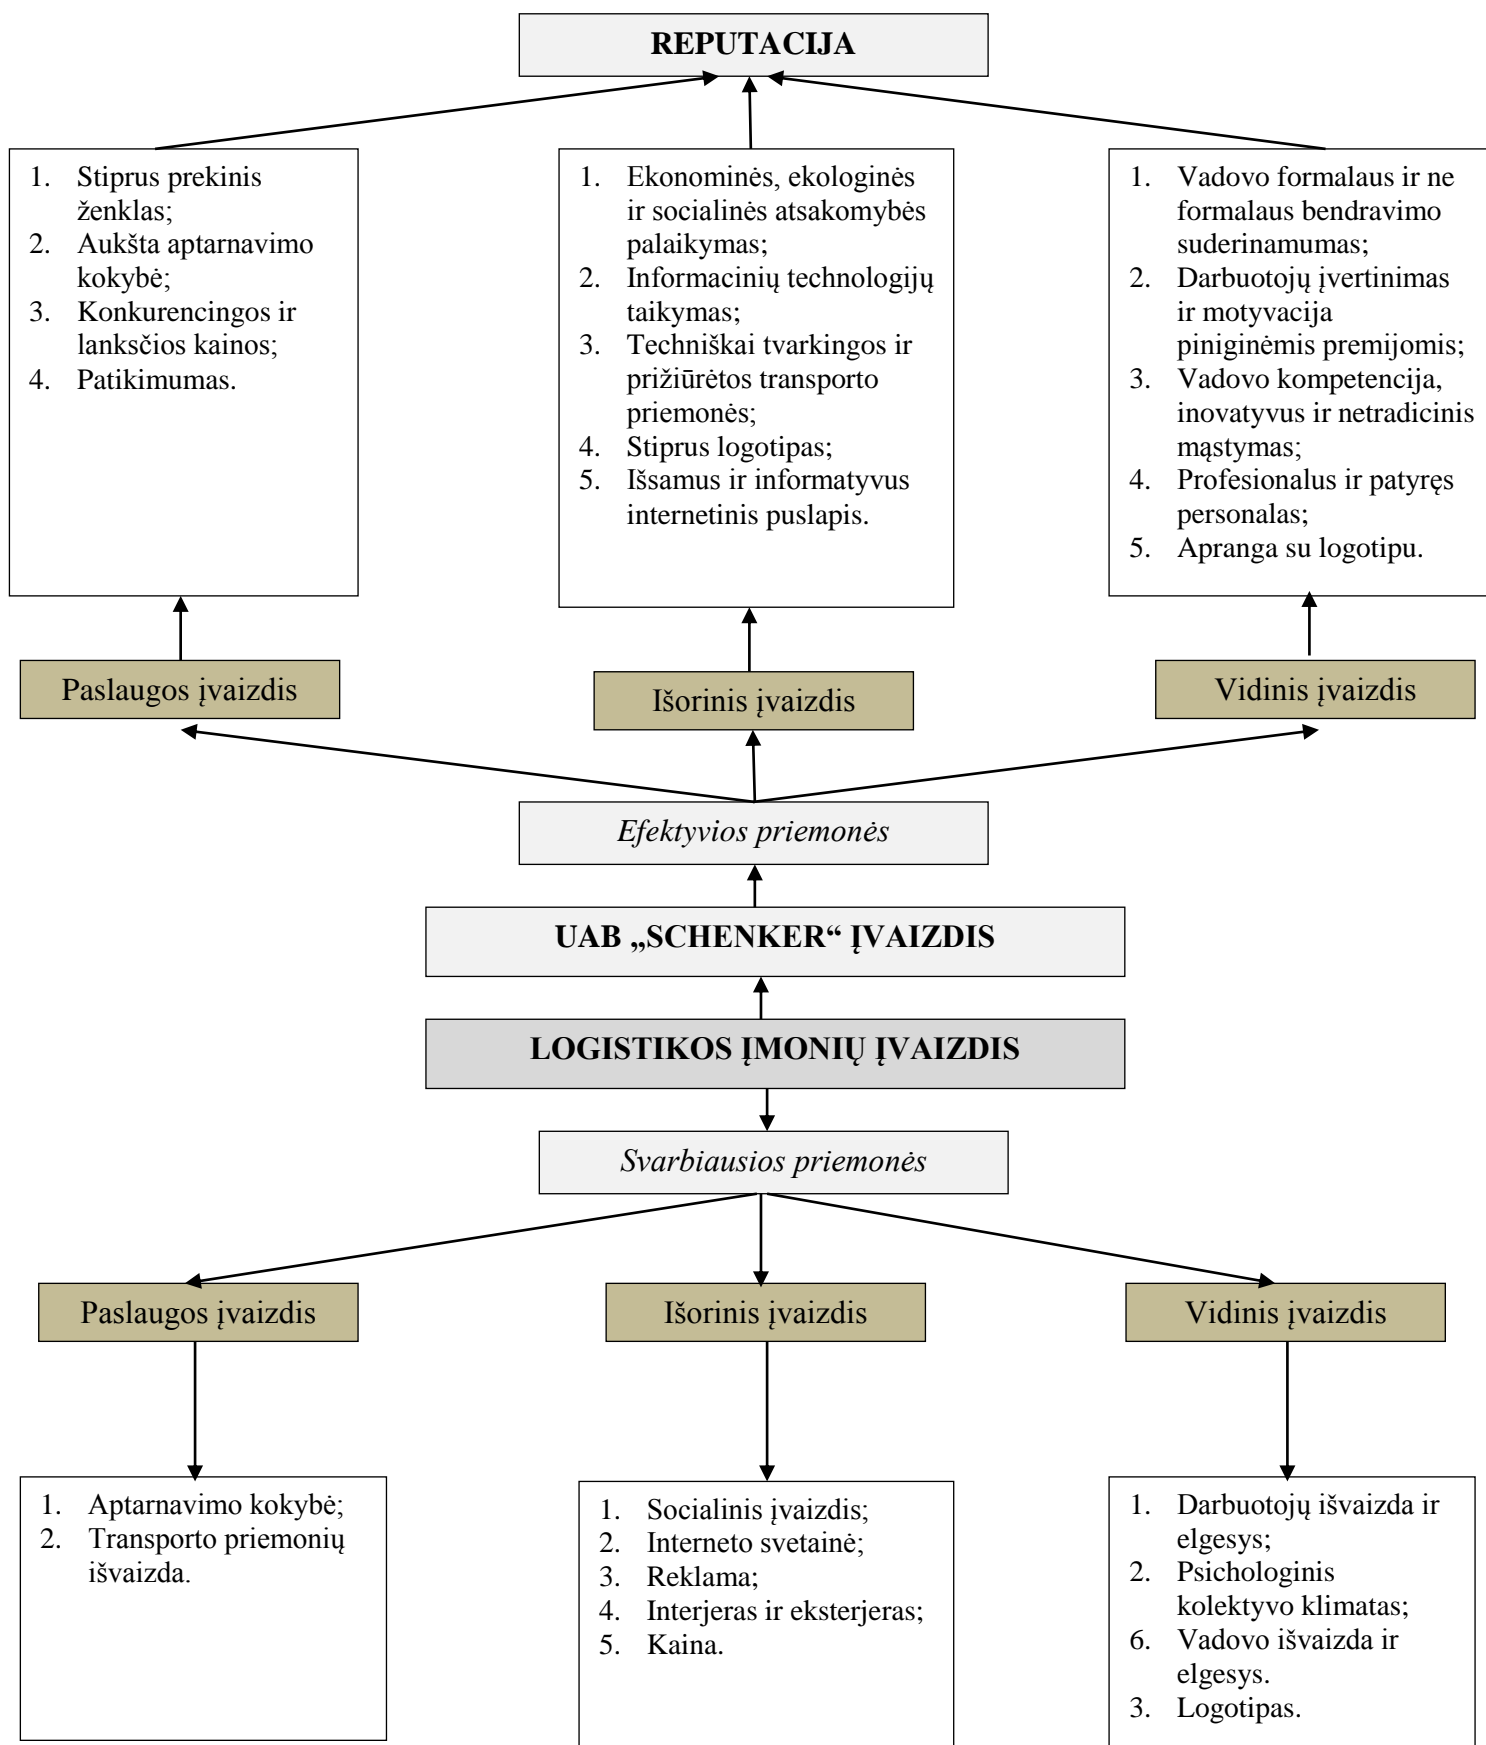 REPUTACIJA
1. Stiprus prekinis
ženklas;
2. Aukšta aptarnavimo
kokybė;
3. Konkurencingos ir
lanksčios kainos;
4. Patikimumas.
1. Ekonominės, ekologinės
ir socialinės atsakomybės
palaikymas;
2. Informacinių technologijų
taikymas;
3. Techniškai tvarkingos ir
prižiūrėtos transporto
priemonės;
4. Stiprus logotipas;
5. Išsamus ir informatyvus
internetinis puslapis.
1. Vadovo formalaus ir ne
formalaus bendravimo
suderinamumas;
2. Darbuotojų įvertinimas
ir motyvacija
piniginėmis premijomis;
3. Vadovo kompetencija,
inovatyvus ir netradicinis
mąstymas;
4. Profesionalus ir patyręs
personalas;
5. Apranga su logotipu.
Paslaugos įvaizdis
Išorinis įvaizdis
Vidinis įvaizdis
Efektyvios priemonės
UAB „SCHENKER“ ĮVAIZDIS
LOGISTIKOS ĮMONIŲ ĮVAIZDIS
Svarbiausios priemonės
Paslaugos įvaizdis
Išorinis įvaizdis
Vidinis įvaizdis
1. Aptarnavimo kokybė;
2. Transporto priemonių
išvaizda.
1. Socialinis įvaizdis;
2. Interneto svetainė;
3. Reklama;
4. Interjeras ir eksterjeras;
5. Kaina.
1. Darbuotojų išvaizda ir
elgesys;
2. Psichologinis
kolektyvo klimatas;
6. Vadovo išvaizda ir
elgesys.
3. Logotipas.